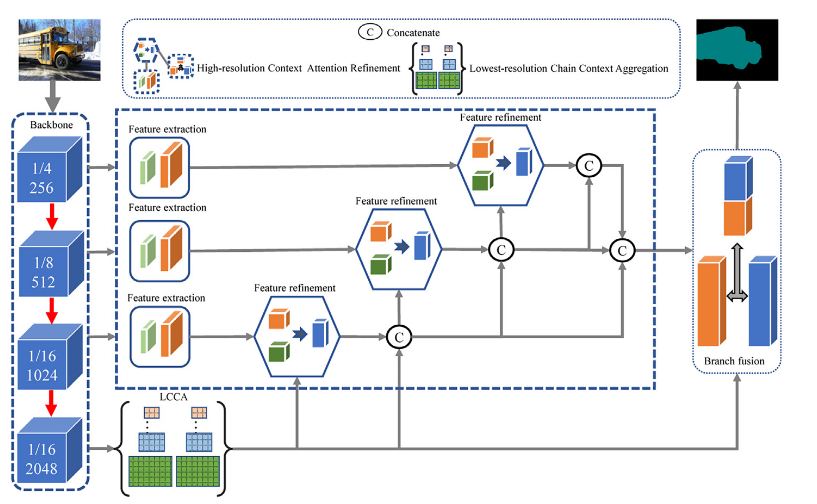 C Concatenate
High-resolution Context Attention Refinement
Lowest-resolution Chain Context Aggregation
Backbone
1/4
256
1/8
512
1/16
1024
1/16
2048
Feature extraction
Feature refinement
C
Feature extraction
Feature refinement
C
C
Feature extraction
Feature refinement
C
LCCA
Branch fusion